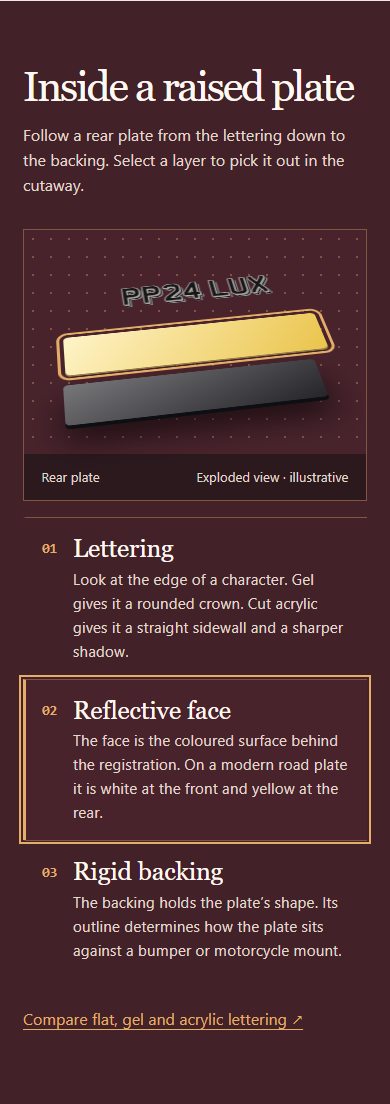 Inside a raised plate
Follow a rear plate from the lettering down to
the backing. Select a layer to pick it out in the
cutaway.
PP24 LUX
Rear plate
Exploded view · illustrative
01
Lettering
Look at the edge of a character. Gel
gives it a rounded crown. Cut acrylic
gives it a straight sidewall and a sharper
shadow.
02
Reflective face
The face is the coloured surface behind
the registration. On a modern road plate
it is white at the front and yellow at the
rear.
03
Rigid backing
The backing holds the plate’s shape. Its
outline determines how the plate sits
against a bumper or motorcycle mount.
Compare flat, gel and acrylic lettering ↗